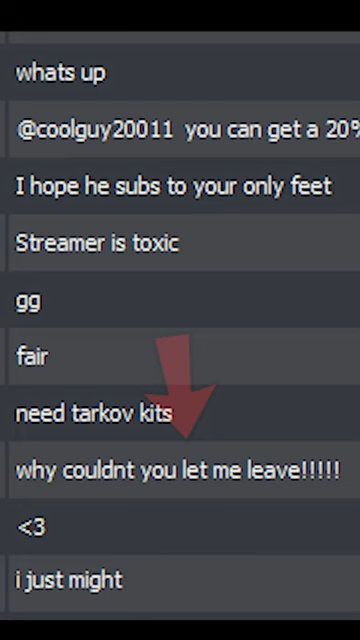 whats up
@coolguy20011 you can get a 20%
I hope he subs to your only feet
Streamer is toxic
gg
fair
need tarkov kits
why couldnt you let me leave!!!!!
<3
i just might